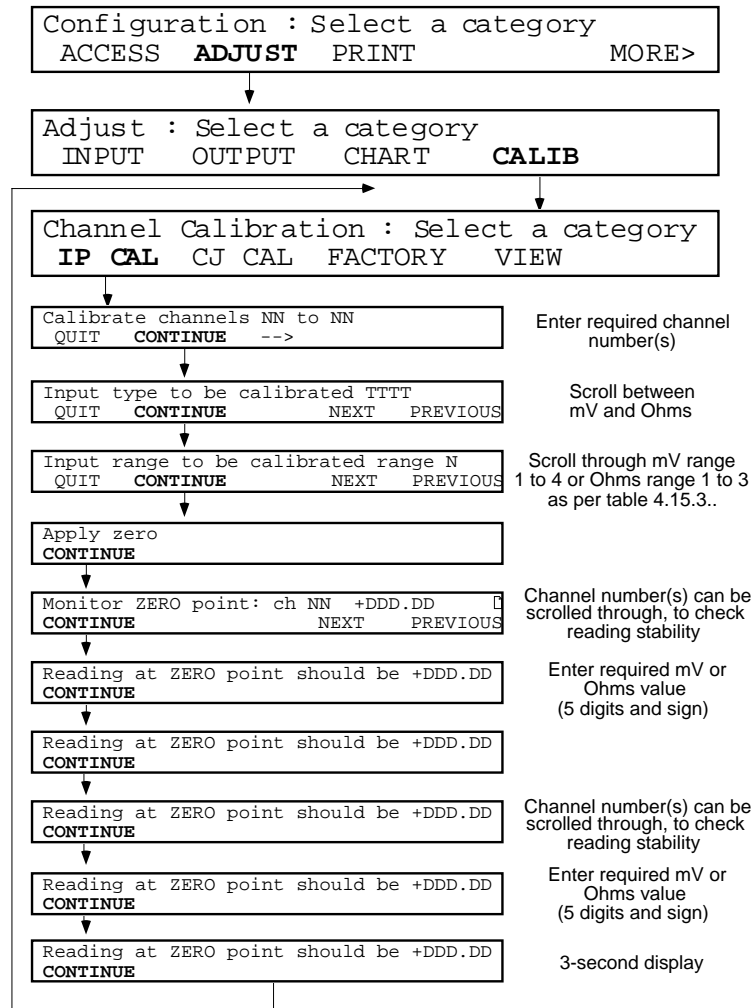 Configuration : Select a category
ACCESS ADJUST PRINT MORE>
Adjust : Select a category
INPUT OUTPUT CHART CALIB
Channel Calibration : Select a category
IP CAL CJ CAL FACTORY VIEW
Calibrate channels NN to NN
QUIT CONTINUE -->
Enter required channel
number(s)
Input type to be calibrated TTTT
QUIT CONTINUE NEXT PREVIOUS
Scroll between
mV and Ohms
Input range to be calibrated range N
QUIT CONTINUE NEXT PREVIOUS
Scroll through mV range
1 to 4 or Ohms range 1 to 3
as per table 4.15.3..
Apply zero
CONTINUE
Monitor ZERO point: ch NN +DDD.DD
CONTINUE NEXT PREVIOUS
Channel number(s) can be
scrolled through, to check
reading stability
Reading at ZERO point should be +DDD.DD
CONTINUE
Enter required mV or
Ohms value
(5 digits and sign)
Reading at ZERO point should be +DDD.DD
CONTINUE
Reading at ZERO point should be +DDD.DD
CONTINUE
Channel number(s) can be
scrolled through, to check
reading stability
Reading at ZERO point should be +DDD.DD
CONTINUE
Enter required mV or
Ohms value
(5 digits and sign)
Reading at ZERO point should be +DDD.DD
CONTINUE
3-second display